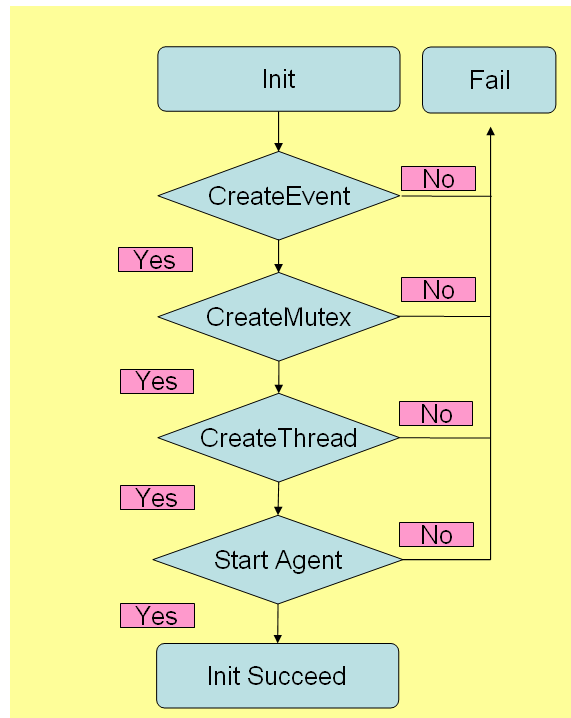 Init
Fail
CreateEvent
No
Yes
CreateMutex
No
Yes
CreateThread
No
Yes
Start Agent
No
Yes
Init Succeed